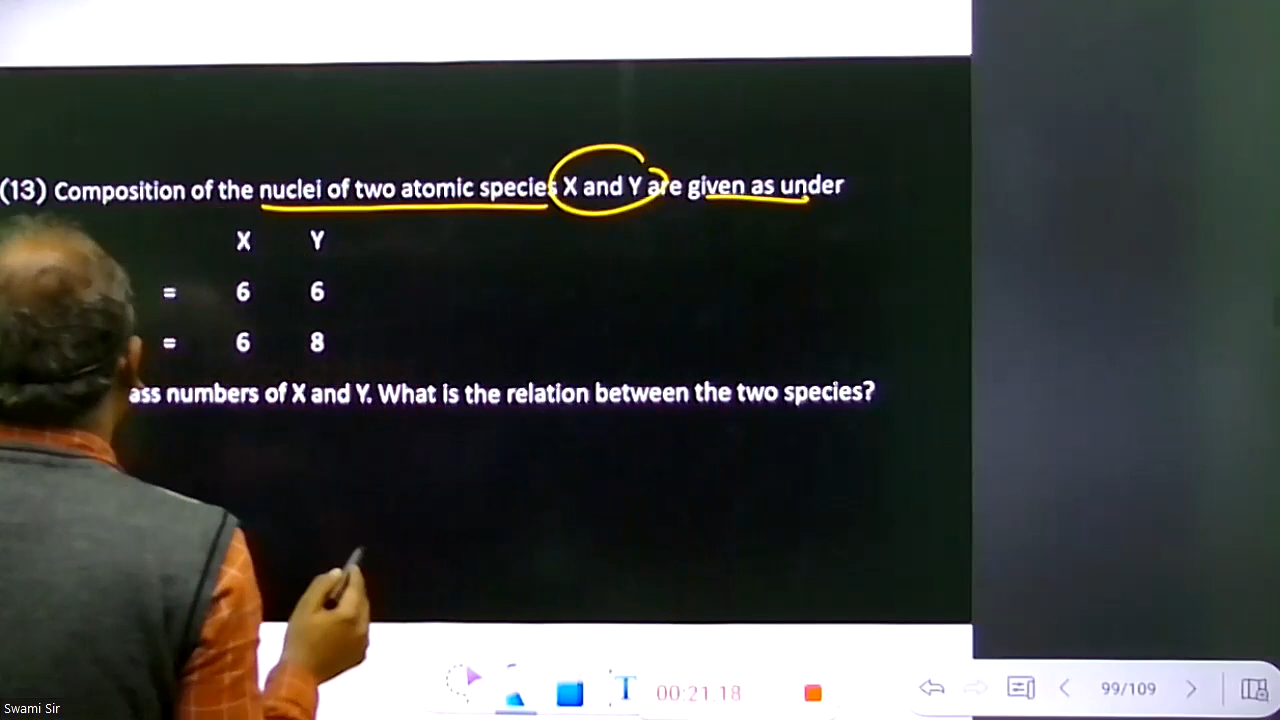 (13) Composition of the nuclei of two atomic species X and Y are given as under
X Y
= 6 6
= 6 8
ass numbers of X and Y. What is the relation between the two species?
T 00:21.18 99/109
Swami Sir